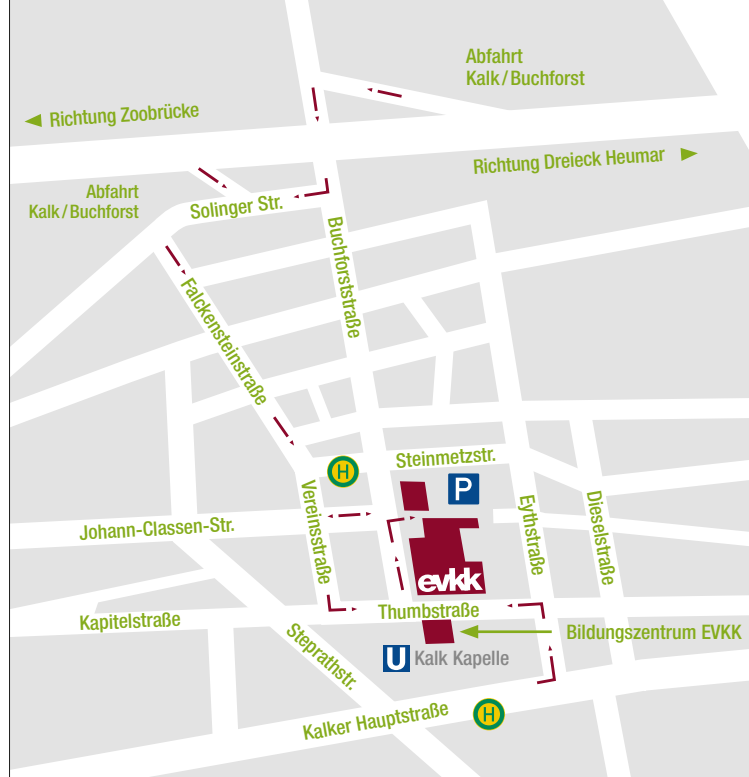 Abfahrt
Kalk/Buchforst
Richtung Zoobrücke
Richtung Dreieck Heumar
Abfahrt
Kalk/Buchforst
Solinger Str.
Buchforststraße
Falckensteinstraße
Steinmetzstr.
H
P
Vereinsstraße
Eythstraße
Dieselstraße
Johann-Classen-Str.
evkk
Kapitelstraße
Thumbstraße
Bildungszentrum EVKK
Steprathstr.
U Kalk Kapelle
Kalker Hauptstraße
H